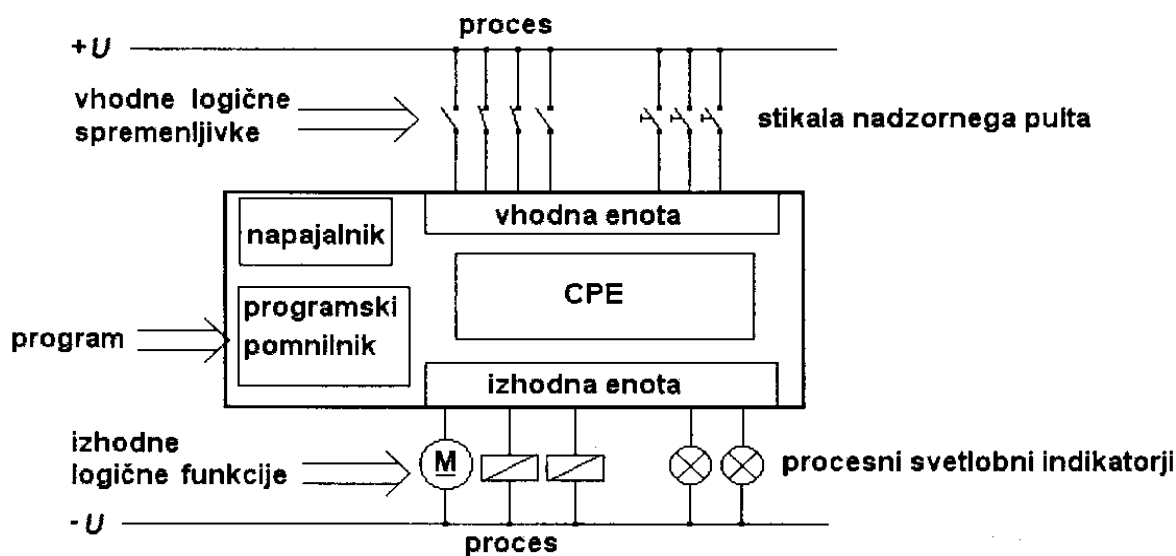 proces
+U
vhodne logične
spremenljivke
stikala nadzornega pulta
vhodna enota
napajalnik
CPE
programski
pomnilnik
program
izhodna enota
izhodne
logične funkcije
M
procesni svetlobni indikatorji
-U
proces